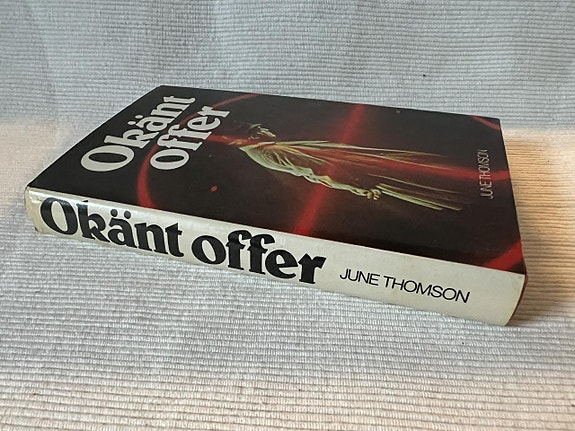 Okänt
offer
JUNE THOMSON
Okänt offer JUNE THOMSON